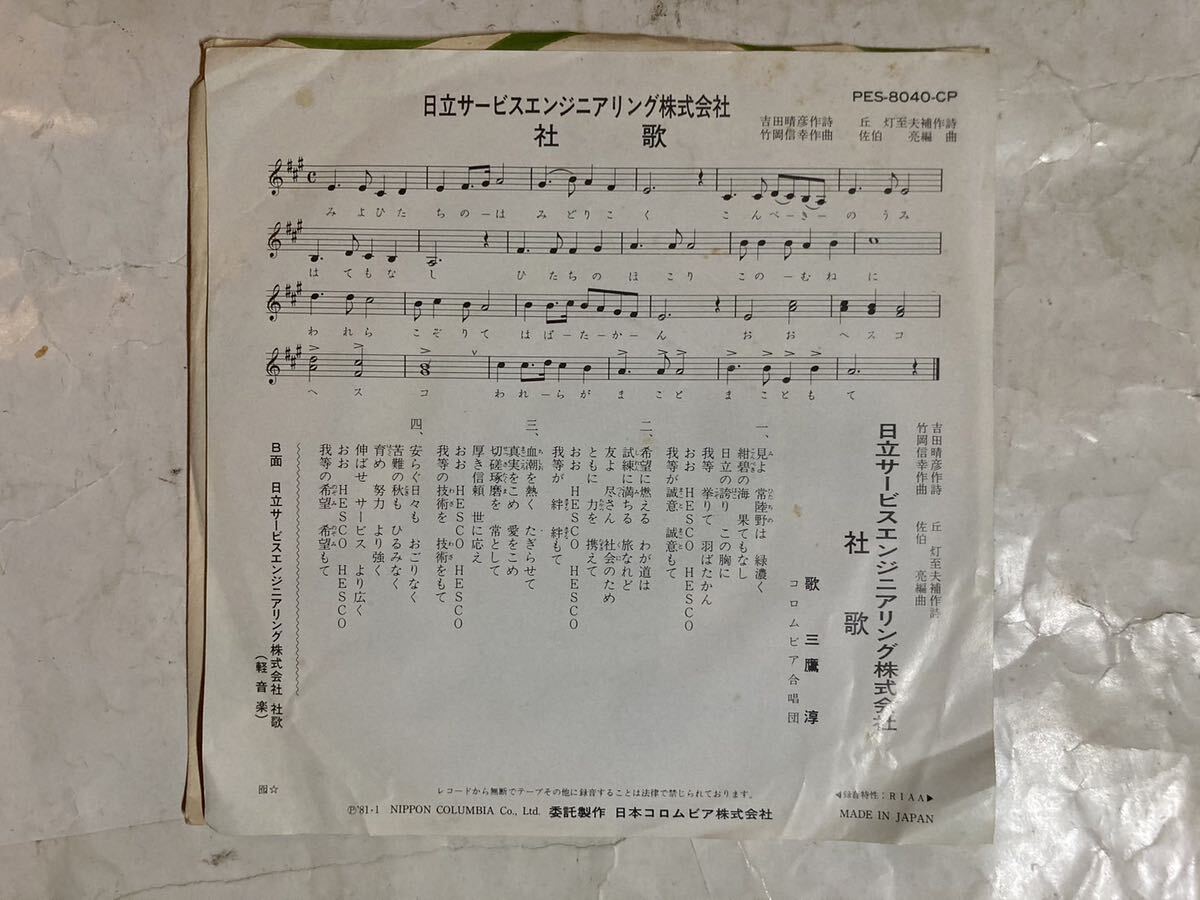 日立サービスエンジニアリング株式会社
社 歌
PES-8040-CP
吉田晴彦作詩 丘 灯至夫補作詩
竹岡信幸作曲 佐伯 亮編曲
みよひた ちのーは みどりこく こんぺーきーのうみ
はてもなし ひたちのほこり このーむねに
われら こぞりて はばーたーかーん おおヘスコ
ヘスコ われーらが まこと まこともて
吉田晴彦作詩 丘 灯至夫補作詩
竹岡信幸作曲 佐伯 亮編曲
日立サービスエンジニアリング株式会社
社 歌
歌 三鷹 淳
コロムビア合唱団
一、見よ 常陸野は 緑濃く
紺碧の海 果てもなし
日立の誇り この胸に
我等 挙りて 羽ばたかん
おお HESCO HESCO
我等が誠意 誠意もて
二、希望に燃える わが道は
試練に満ちる 旅なれど
友よ 尽さん 社会のため
ともに 力を 携えて
おお HESCO HESCO
我等が 絆 絆もて
三、血潮を熱く たぎらせて
真実をこめ 愛をこめ
切磋琢磨を 常として
厚き信頼 世に応え
おお HESCO HESCO
我等の技術を 技術をもて
四、安らぐ日々も おごりなく
苦難の秋も ひるみなく
育め 努力 より強く
伸ばせ サービス より広く
おお HESCO HESCO
我等の希望 希望もて
B面 日立サービスエンジニアリング株式会社 社歌
(軽音楽)
レコードから無断でテープその他に録音することは法律で禁じられております。
Ⓟ'81・1 NIPPON COLUMBIA Co., Ltd. 委託製作 日本コロムビア株式会社
◀録音特性：RIAA▶
MADE IN JAPAN